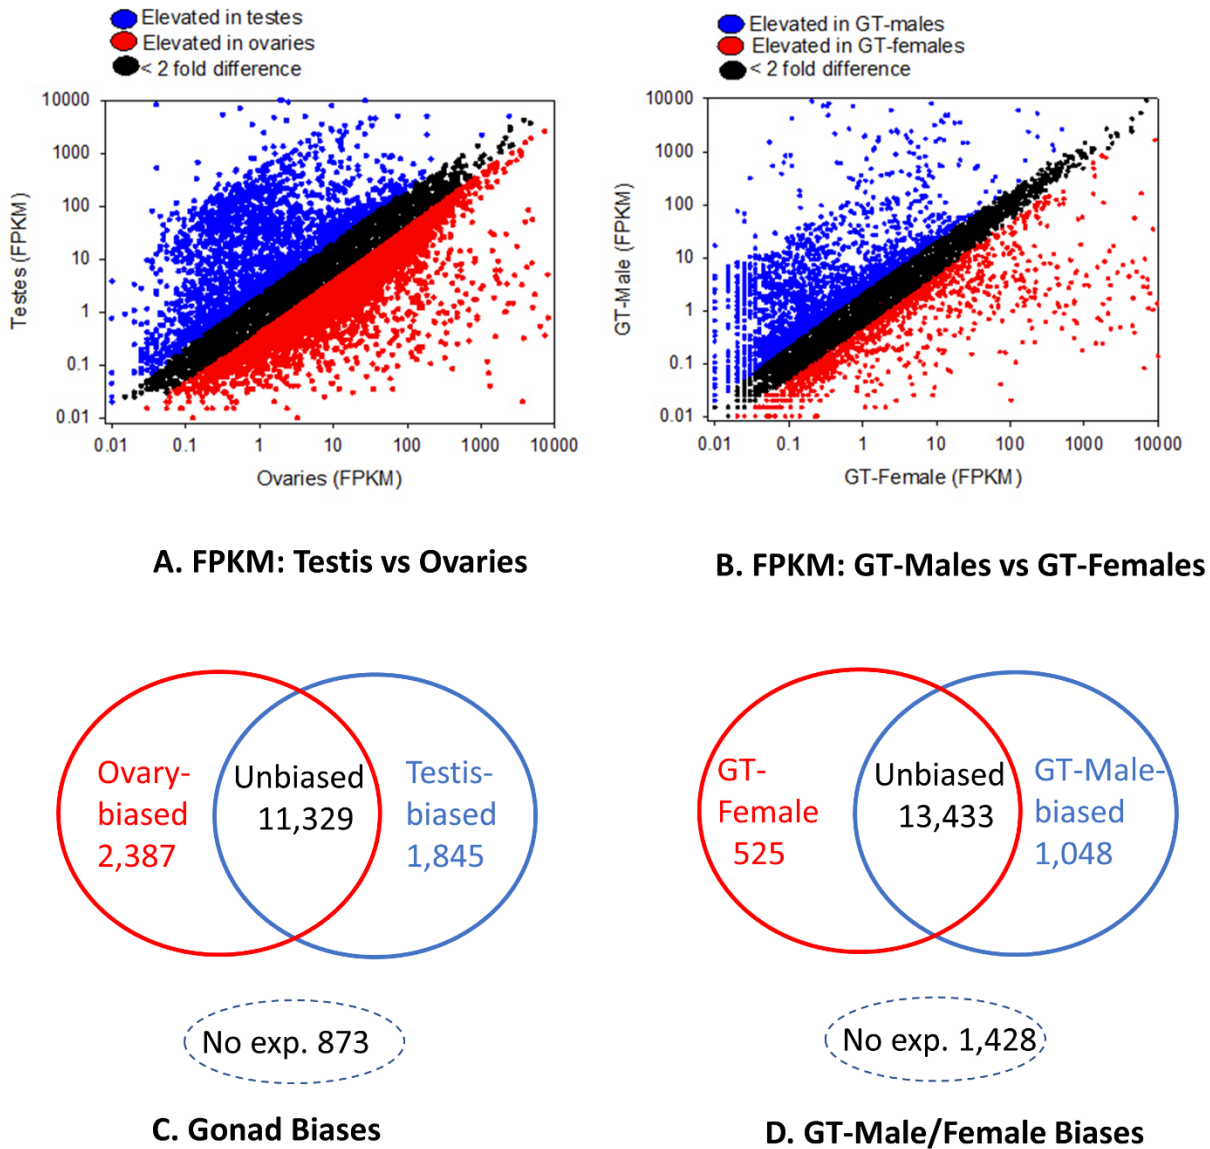 Elevated in testes
Elevated in ovaries
< 2 fold difference
10000
1000
100
10
1
0.1
0.01
Testes (FPKM)
0.01 0.1 1 10 100 1000 10000
Ovaries (FPKM)
A. FPKM: Testis vs Ovaries
Elevated in GT-males
Elevated in GT-females
< 2 fold difference
10000
1000
100
10
1
0.1
0.01
GT-Male (FPKM)
0.01 0.1 1 10 100 1000 10000
GT-Female (FPKM)
B. FPKM: GT-Males vs GT-Females
Ovary-
biased
2,387
Unbiased
11,329
Testis-
biased
1,845
No exp. 873
C. Gonad Biases
GT-
Female
525
Unbiased
13,433
GT-Male-
biased
1,048
No exp. 1,428
D. GT-Male/Female Biases